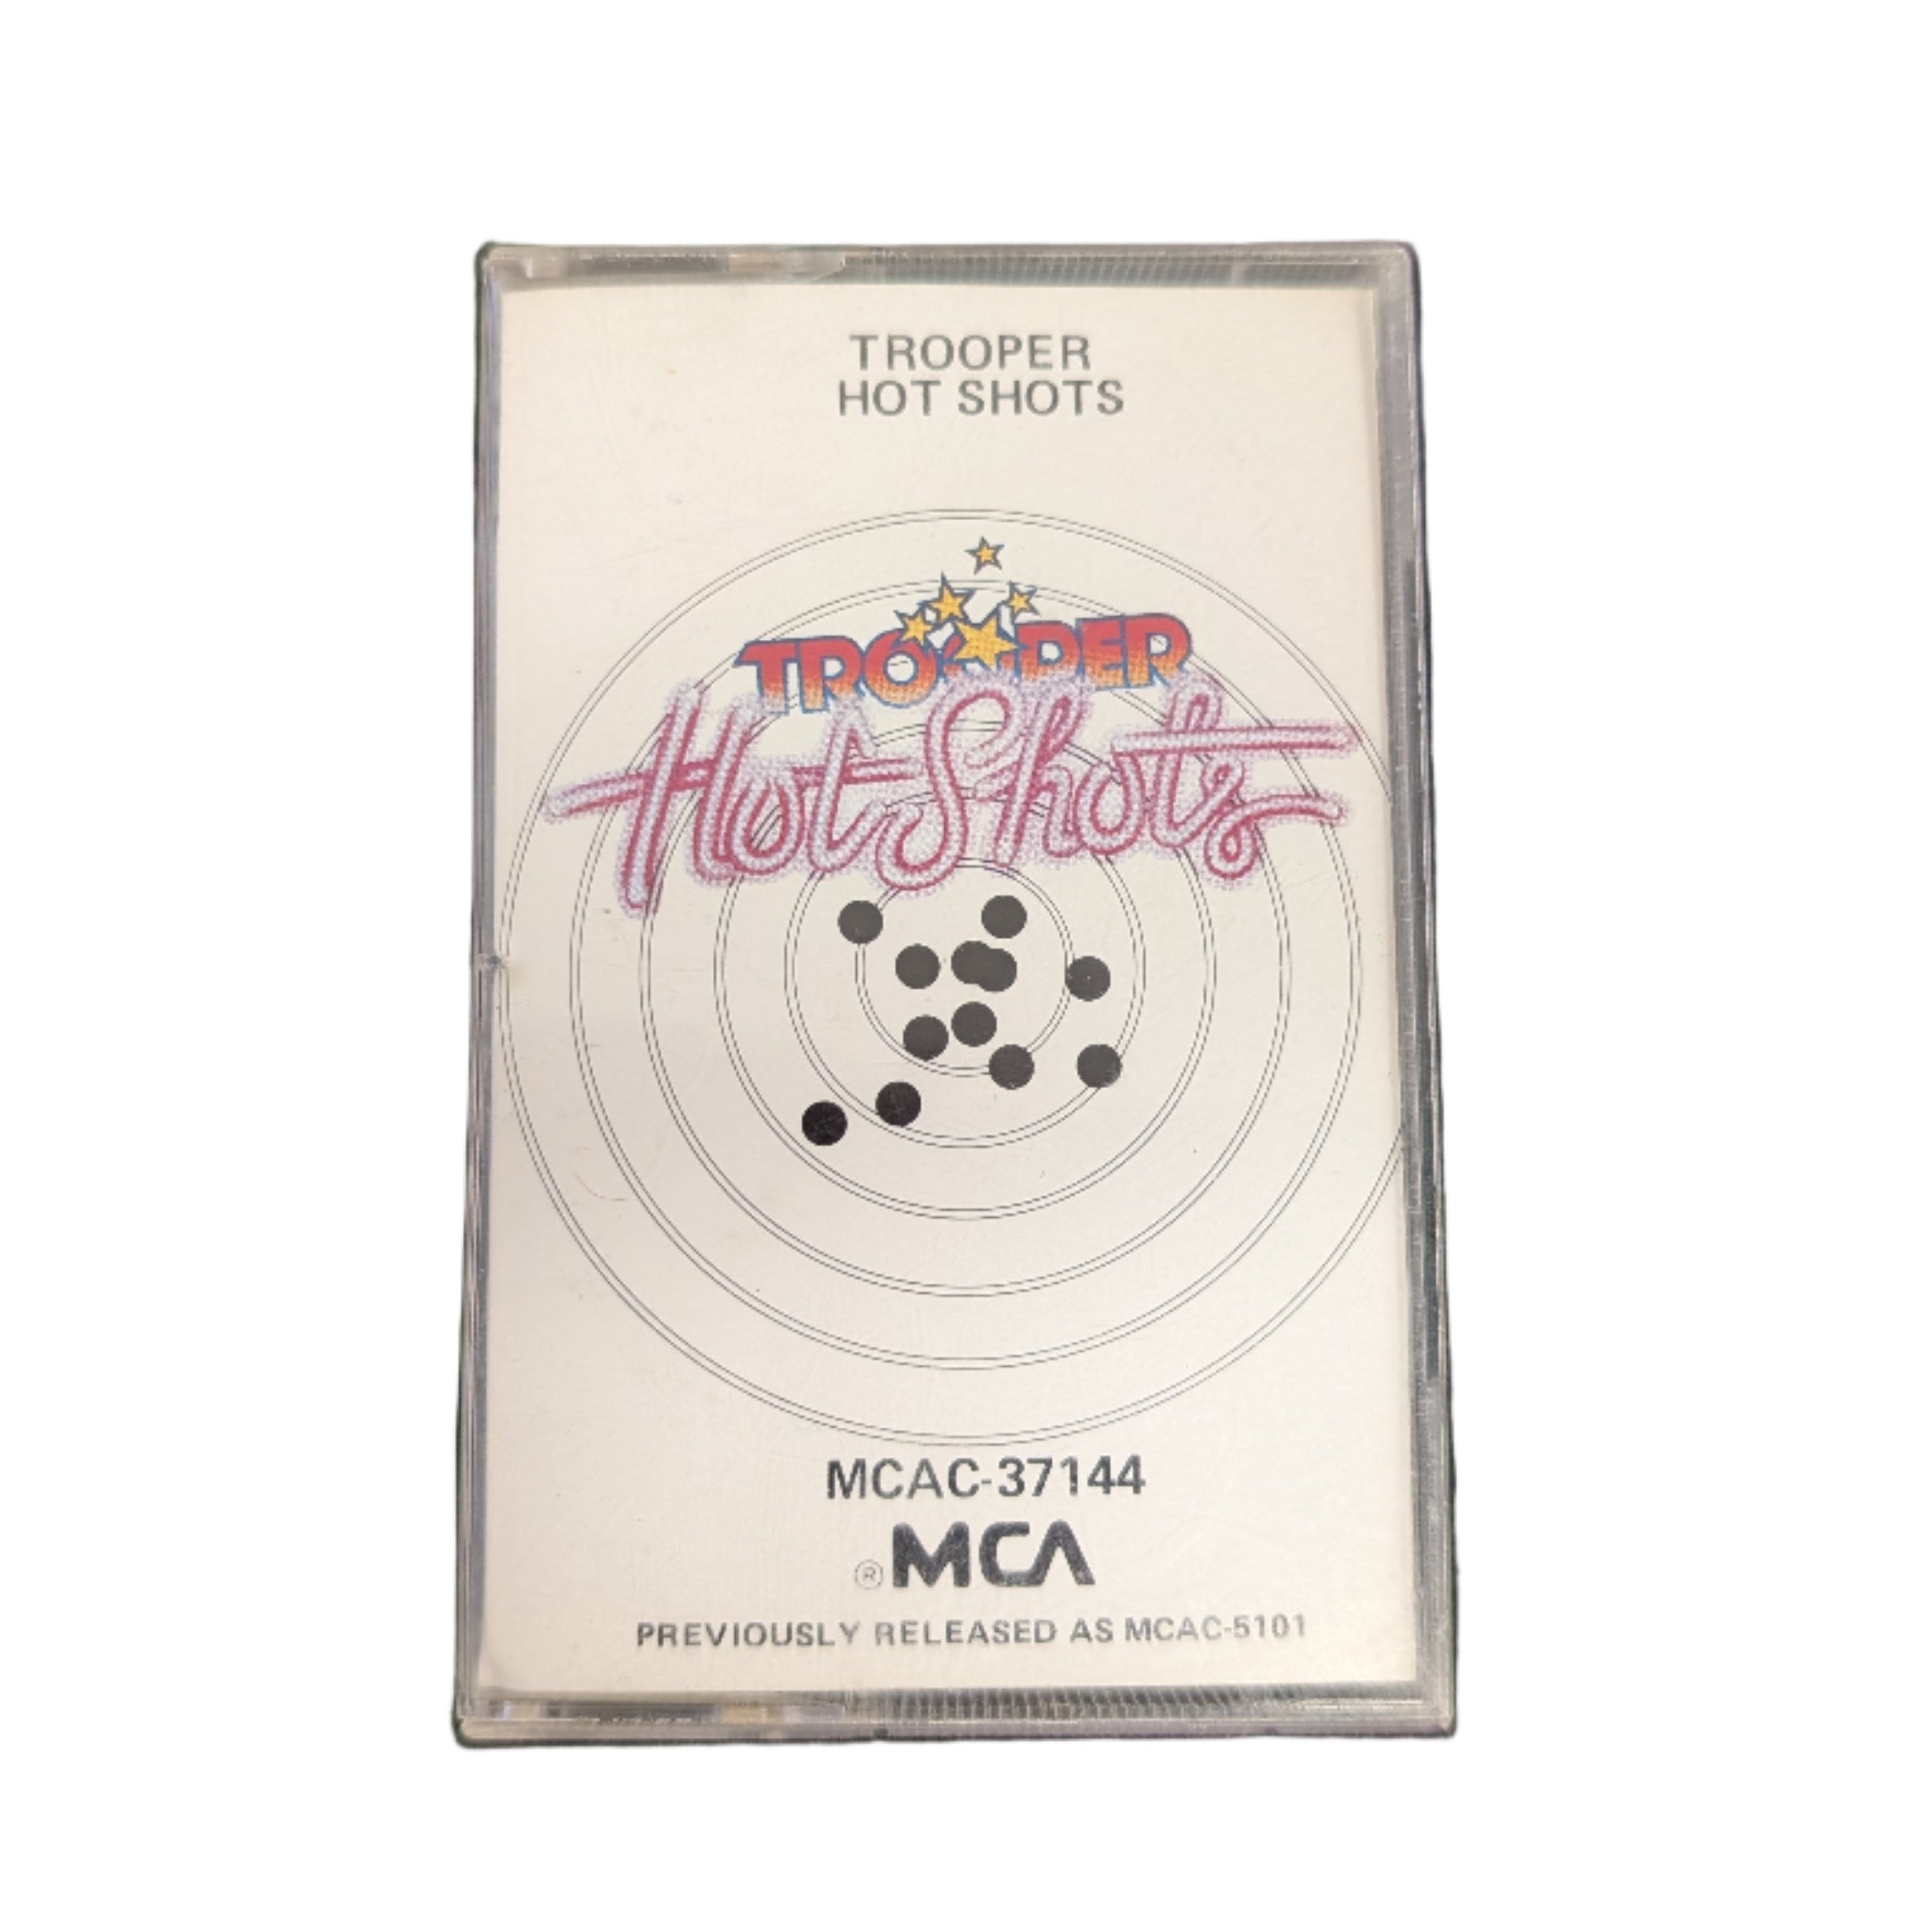 TROOPER
HOT SHOTS
TROOPER
Hot Shots
MCAC-37144
® MCA
PREVIOUSLY RELEASED AS MCAC-5101